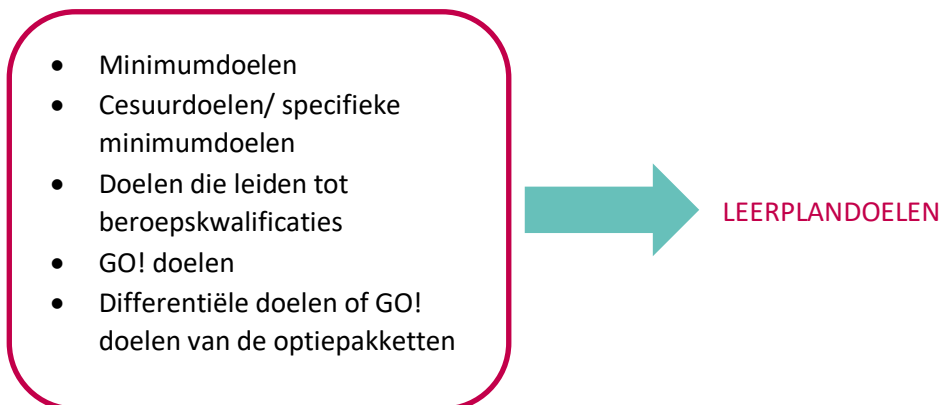 • Minimumdoelen
• Cesuurdoelen/ specifieke
minimumdoelen
• Doelen die leiden tot
beroepskwalificaties
• GO! doelen
• Differentiële doelen of GO!
doelen van de optiepakketten
LEERPLANDOELEN